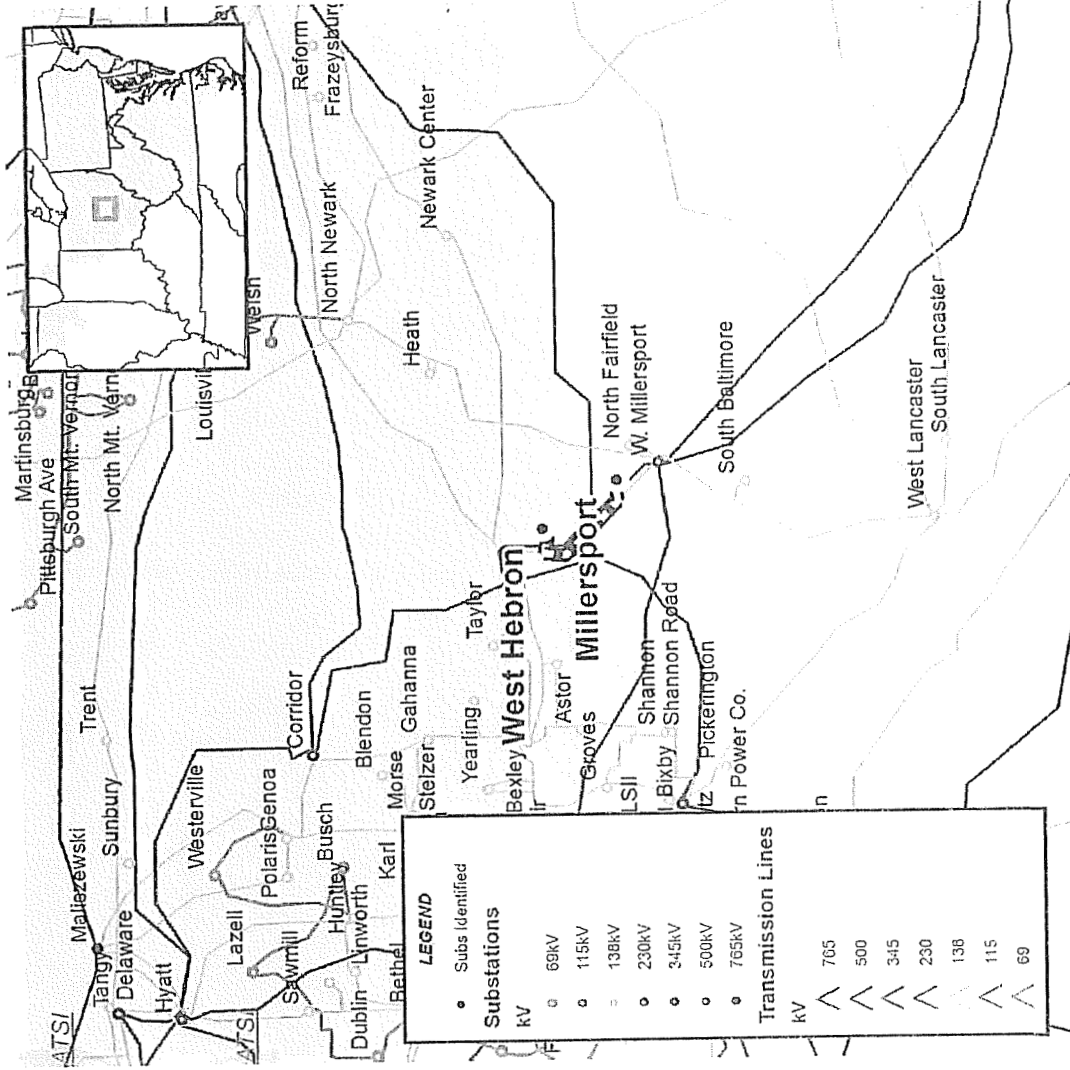 Martinsburg
Pittsburgh Ave
South Mt. Vernon
North Mt. Vern
Louisvi
Welsh
North Newark
Reform
Frazeysburg
Newark Center
Heath
North Fairfield
W. Millersport
South Baltimore
West Lancaster
South Lancaster
Trent
Sunbury
Maliszewski
Tangy
Delaware
Hyatt
ATSI
ATSI
Westerville
Polaris
Genoa
Lazell
Sawmill
Huntley
Busch
Karl
Linworth
Dublin
Bethel
Corridor
Blendon
Gahanna
Morse
Stelzer
Taylor
Yearling
West Hebron
Millersport
Bexley
Astor
Groves
LSII
Shannon
Shannon Road
Bixby
Pickerington
tz
rn Power Co.
LEGEND
Subs Identified
Substations
kV
69kV
115kV
138kV
230kV
345kV
500kV
765kV
Transmission Lines
kV
765
500
345
230
138
115
69